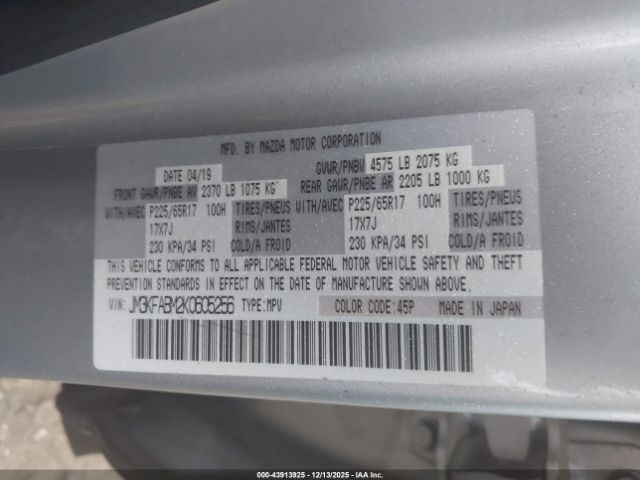 MFD. BY MAZDA MOTOR CORPORATION
DATE 04/19 GVWR/PNBV 4575 LB 2075 KG
FRONT GAWR/PNBE AV 2370 LB 1075 KG REAR GAWR/PNBE AR 2205 LB 1000 KG
WITH/AVEC P225/65R17 100H TIRES/PNEUS WITH/AVEC P225/65R17 100H TIRES/PNEUS
17X7J RIMS/JANTES 17X7J RIMS/JANTES
230 KPA/34 PSI COLD/A FROID 230 KPA/34 PSI COLD/A FROID
THIS VEHICLE CONFORMS TO ALL APPLICABLE FEDERAL MOTOR VEHICLE SAFETY AND THEFT
PREVENTION STANDARDS IN EFFECT ON THE DATE OF MANUFACTURE SHOWN ABOVE.
VIN: JM3KFABM2K0605256 TYPE:MPV COLOR CODE:45P MADE IN JAPAN
000-43913925 - 12/13/2025 - IAA Inc.